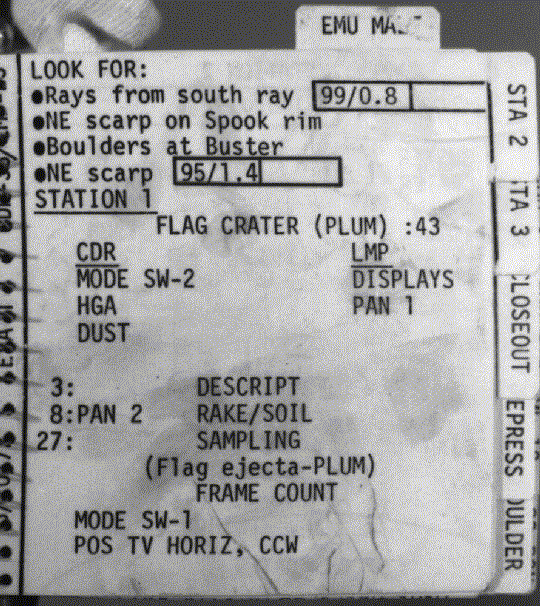 EMU
LOOK FOR:
●Rays from south ray 99/0.8
●NE scarp on Spook rim
●Boulders at Buster
●NE scarp 95/1.4
STATION 1
FLAG CRATER (PLUM) :43
CDR LMP
MODE SW-2 DISPLAYS
HGA PAN 1
DUST
3: DESCRIPT
8:PAN 2 RAKE/SOIL
27: SAMPLING
(Flag ejecta-PLUM)
FRAME COUNT
MODE SW-1
POS TV HORIZ, CCW
STA 2
TA 3
LOSEOUT
EPRESS
ULDER